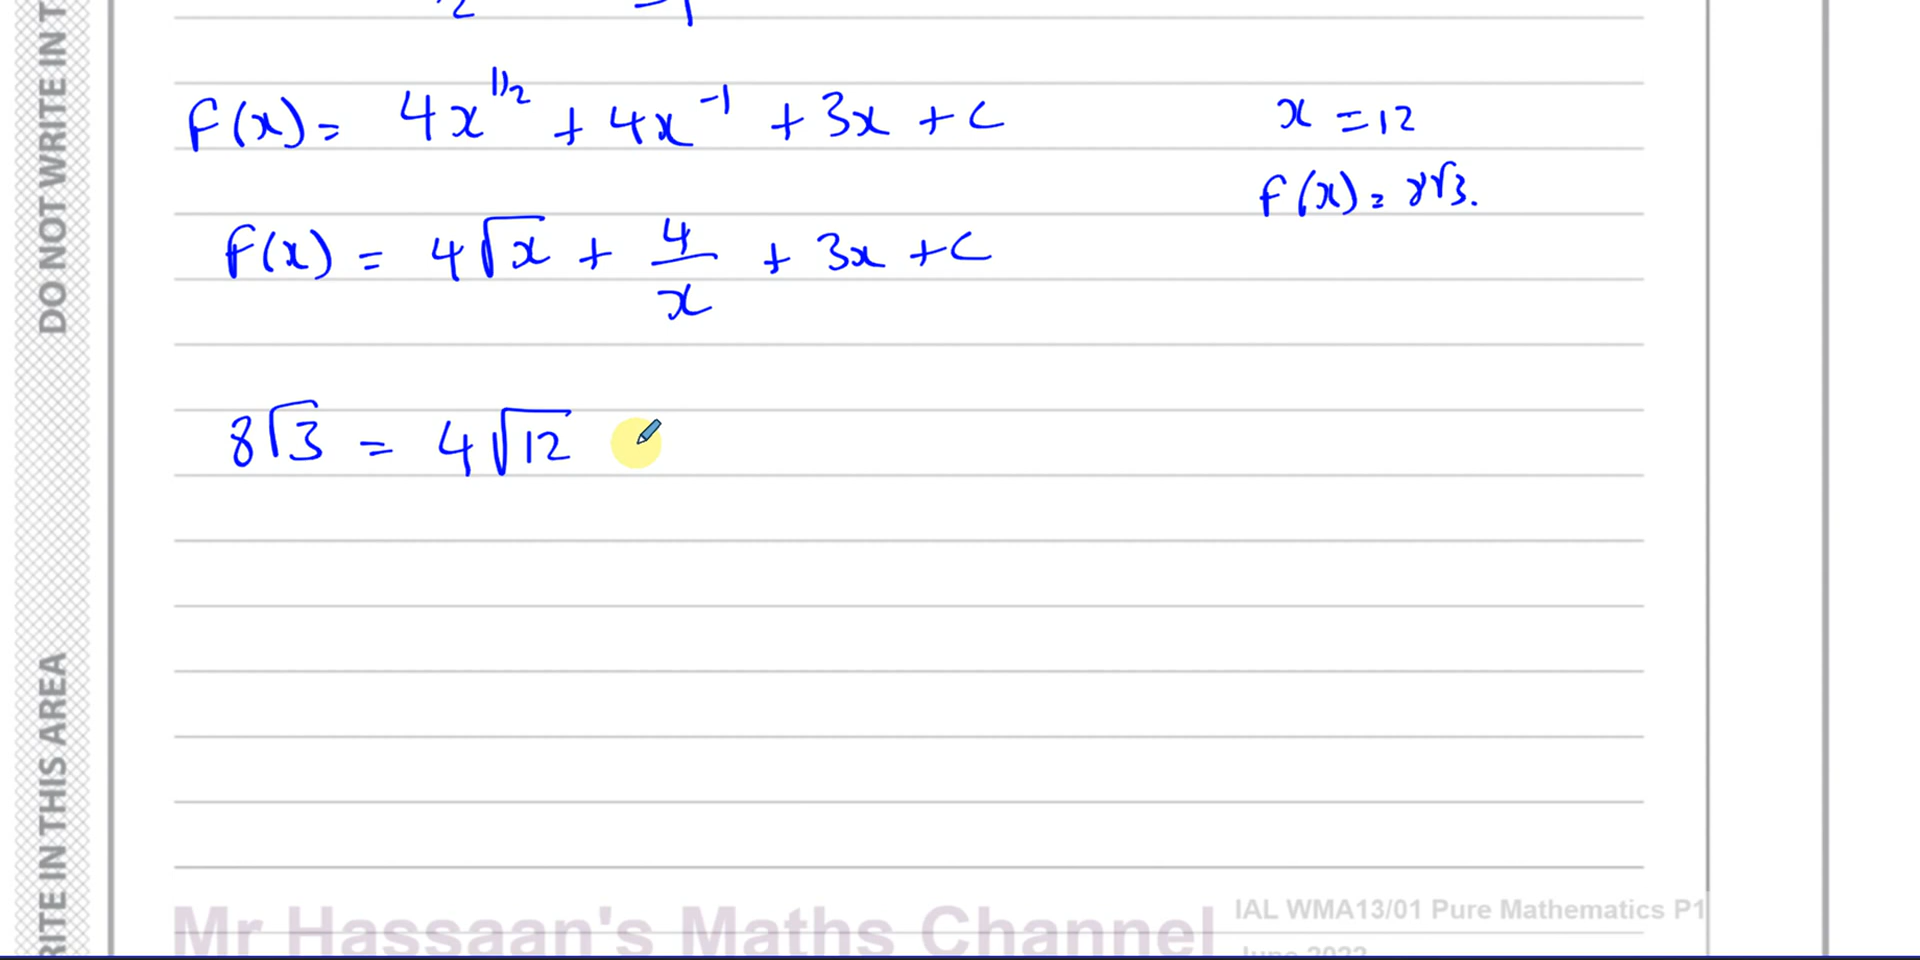 DO NOT WRITE IN T
RITE IN THIS AREA
f(x) = 4x^{1/2} + 4x^{-1} + 3x + c
x = 12
f(x) = 8√3.
f(x) = 4√x + 4/x + 3x + c
8√3 = 4√12
Mr Hassaan's Maths Channel
IAL WMA13/01 Pure Mathematics P1